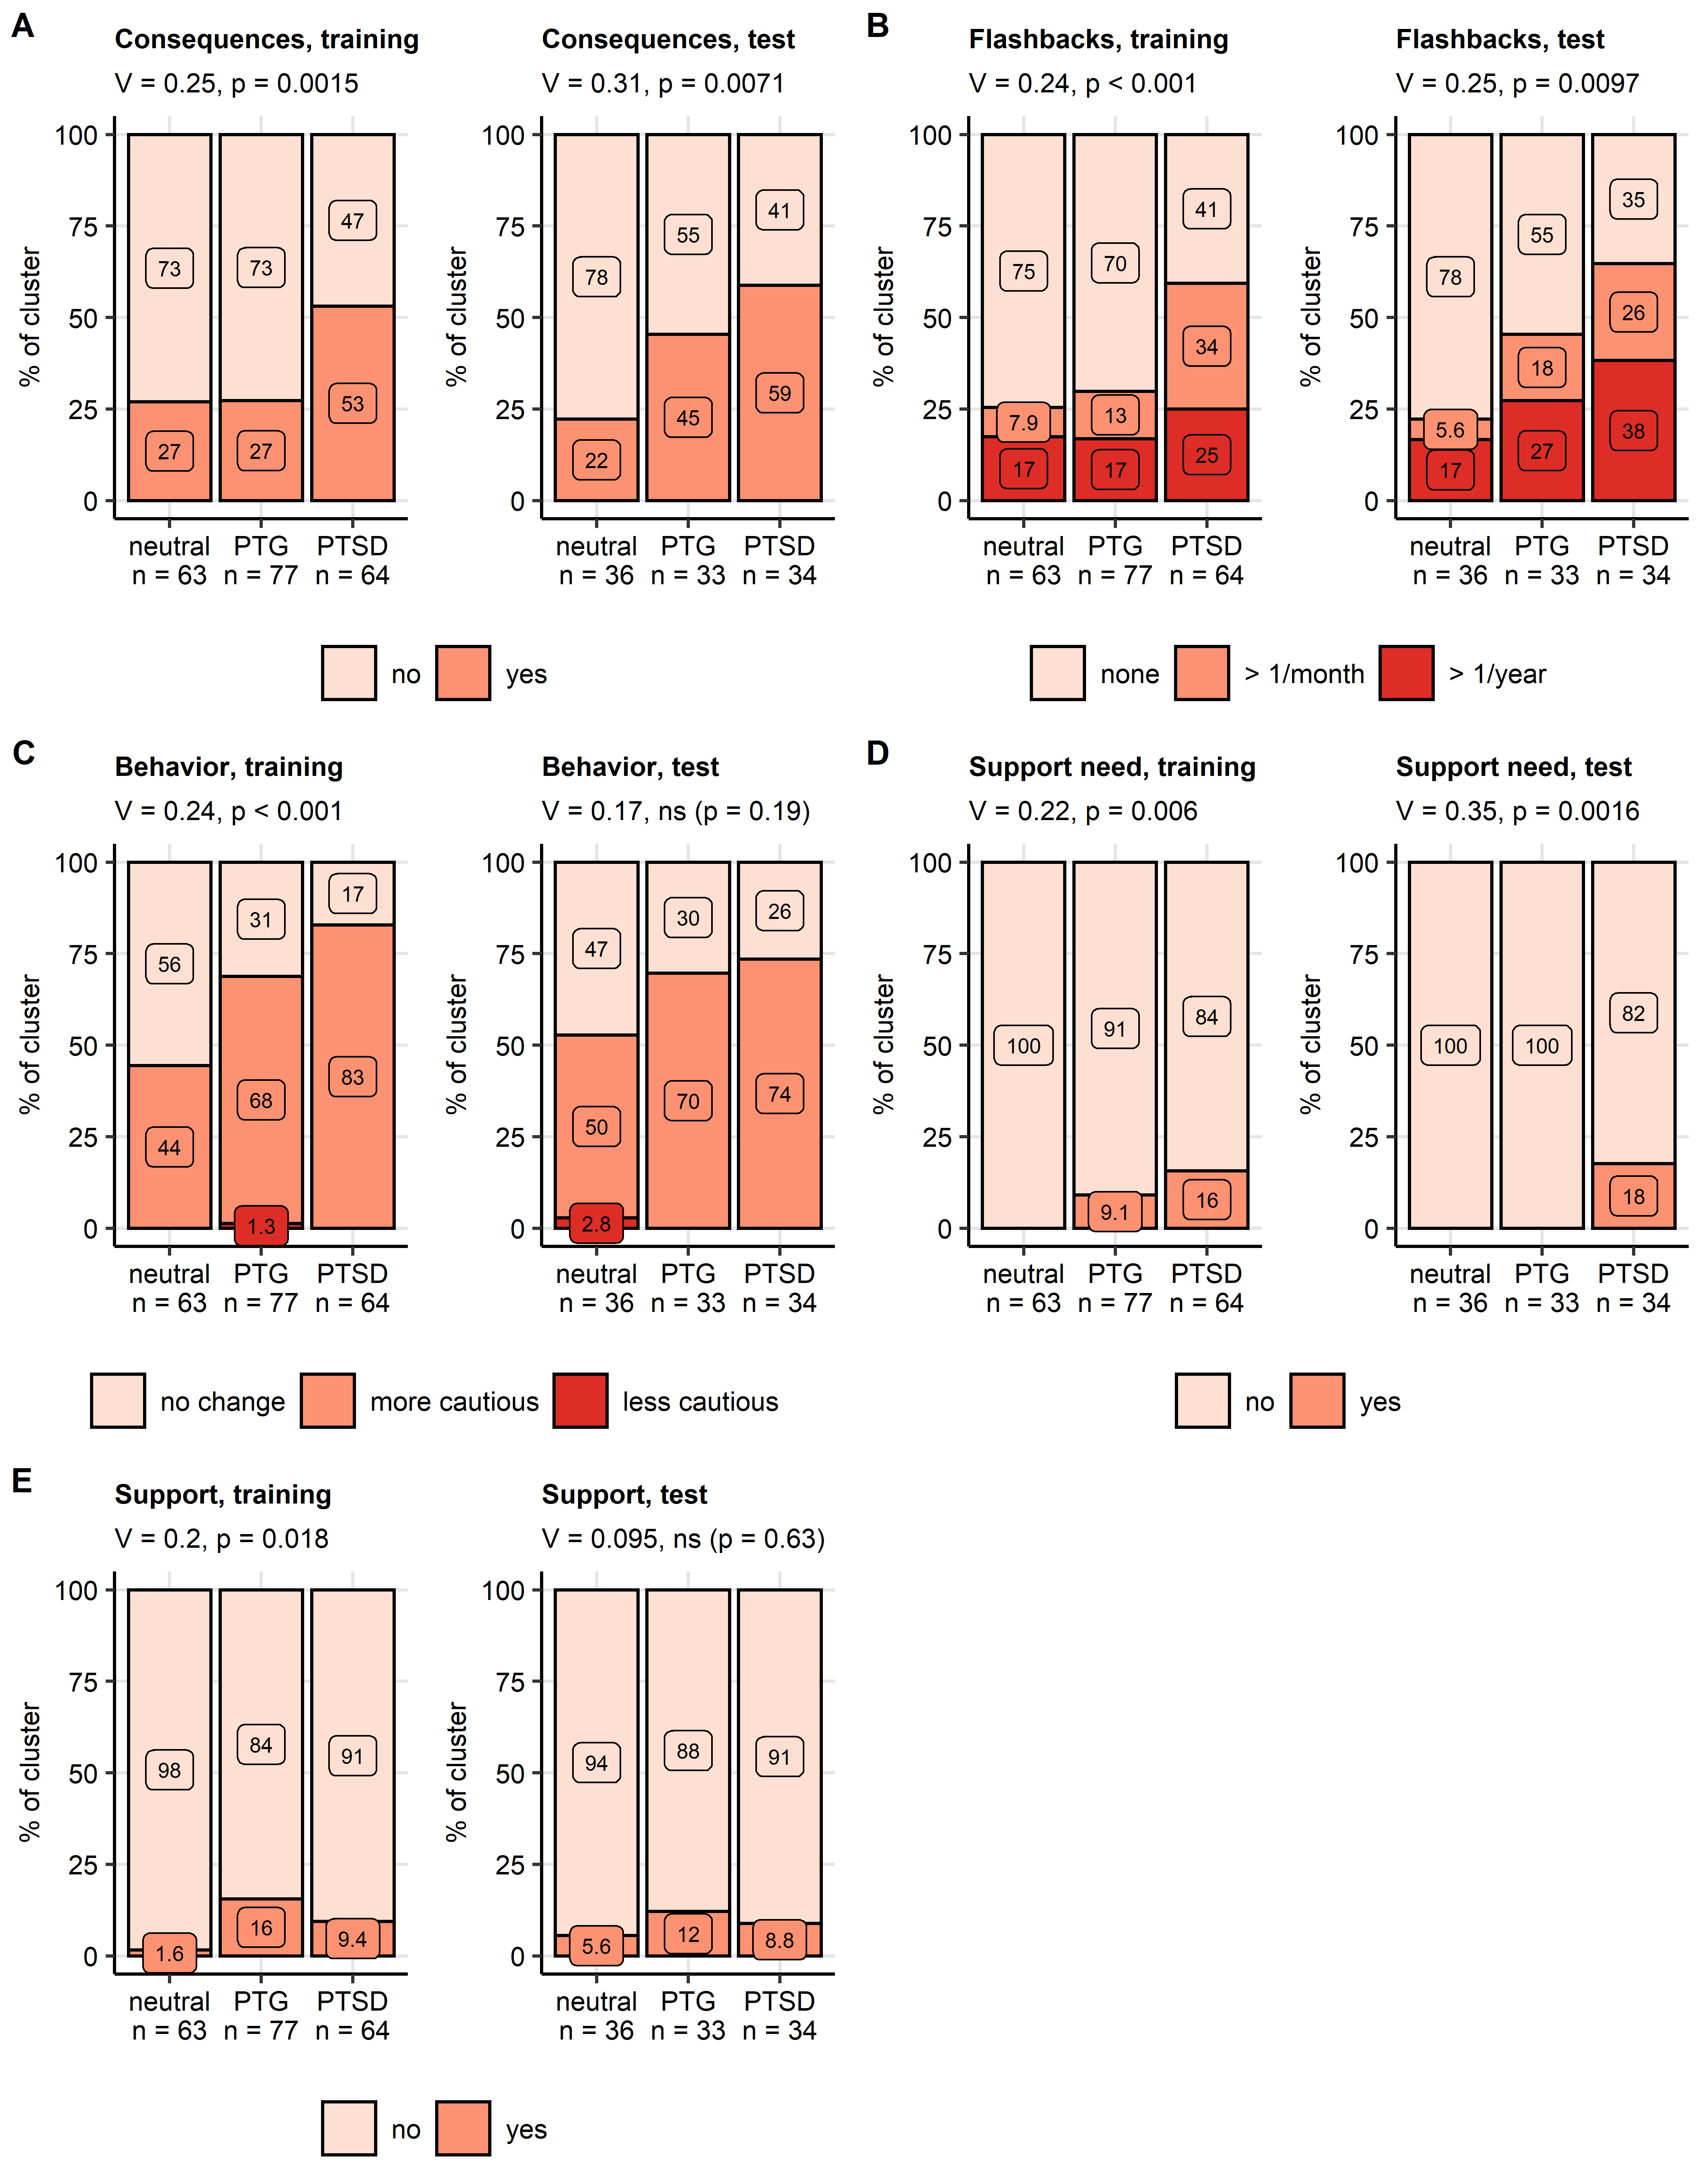 A
Consequences, training
V = 0.25, p = 0.0015
% of cluster
100
75
50
25
0
73
27
73
27
47
53
neutral PTG PTSD
n = 63 n = 77 n = 64
Consequences, test
V = 0.31, p = 0.0071
% of cluster
100
75
50
25
0
78
22
55
45
41
59
neutral PTG PTSD
n = 36 n = 33 n = 34
no yes
B
Flashbacks, training
V = 0.24, p < 0.001
% of cluster
100
75
50
25
0
75
7.9
17
70
13
17
41
34
25
neutral PTG PTSD
n = 63 n = 77 n = 64
Flashbacks, test
V = 0.25, p = 0.0097
% of cluster
100
75
50
25
0
78
5.6
17
55
18
27
35
26
38
neutral PTG PTSD
n = 36 n = 33 n = 34
none > 1/month > 1/year
C
Behavior, training
V = 0.24, p < 0.001
% of cluster
100
75
50
25
0
56
44
31
68
1.3
17
83
neutral PTG PTSD
n = 63 n = 77 n = 64
Behavior, test
V = 0.17, ns (p = 0.19)
% of cluster
100
75
50
25
0
47
50
2.8
30
70
26
74
neutral PTG PTSD
n = 36 n = 33 n = 34
no change more cautious less cautious
D
Support need, training
V = 0.22, p = 0.006
% of cluster
100
75
50
25
0
100
91
9.1
84
16
neutral PTG PTSD
n = 63 n = 77 n = 64
Support need, test
V = 0.35, p = 0.0016
% of cluster
100
75
50
25
0
100
100
82
18
neutral PTG PTSD
n = 36 n = 33 n = 34
no yes
E
Support, training
V = 0.2, p = 0.018
% of cluster
100
75
50
25
0
98
1.6
84
16
91
9.4
neutral PTG PTSD
n = 63 n = 77 n = 64
Support, test
V = 0.095, ns (p = 0.63)
% of cluster
100
75
50
25
0
94
5.6
88
12
91
8.8
neutral PTG PTSD
n = 36 n = 33 n = 34
no yes